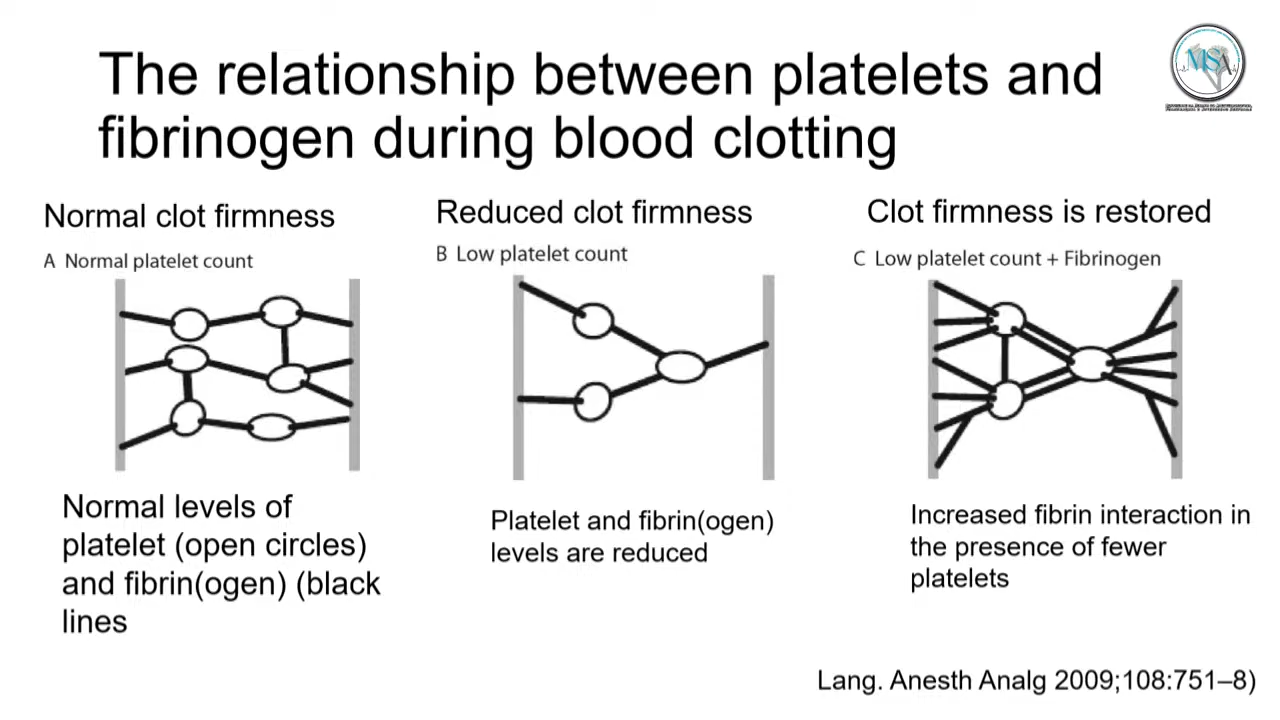 The relationship between platelets and
fibrinogen during blood clotting
MSA
Normal clot firmness
A Normal platelet count
Normal levels of
platelet (open circles)
and fibrin(ogen) (black
lines
Reduced clot firmness
B Low platelet count
Platelet and fibrin(ogen)
levels are reduced
Clot firmness is restored
C Low platelet count + Fibrinogen
Increased fibrin interaction in
the presence of fewer
platelets
Lang. Anesth Analg 2009;108:751–8)